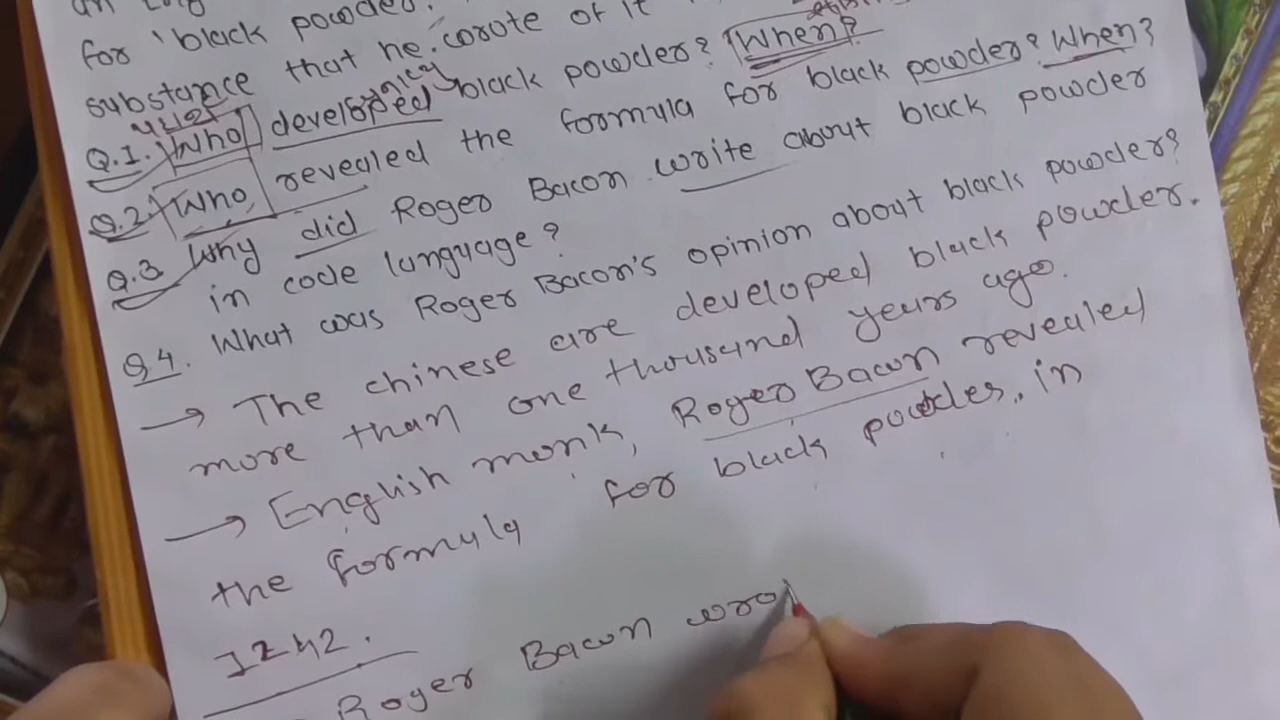 for 'black powder.
substance that he wrote of it
Q.1. Who developed black powder? When?
Q.2. Who revealed the formula for black powder? When?
Q.3 Why did Roger Bacon write about black powder
in code language?
Q.4. What was Roger Bacon's opinion about black powder?
→ The chinese are developed black powder.
more than one thousand years ago.
→ English monk, Roger Bacon revealed
the formula for black powder, in
1242.
Roger Bacon wro